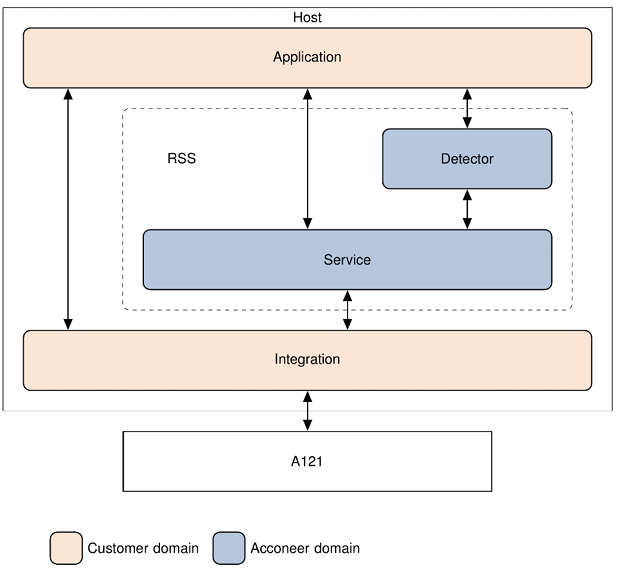 Host
Application
RSS
Detector
Service
Integration
A121
Customer domain
Acconeer domain